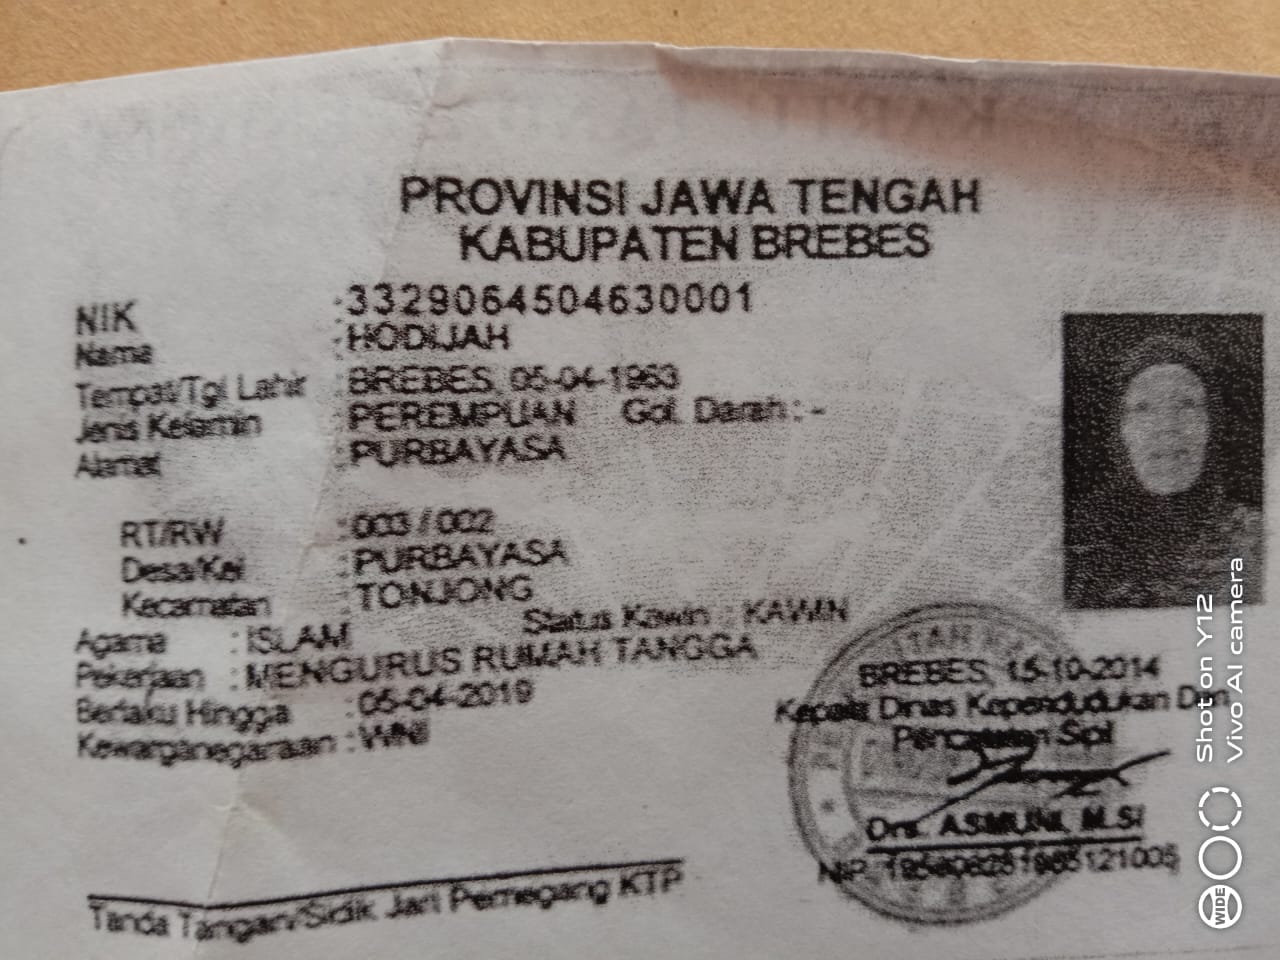 PROVINSI JAWA TENGAH
KABUPATEN BREBES
NIK : 3329064504630001
Nama : HODIJAH
Tempat/Tgl Lahir : BREBES, 05-04-1963
Jenis Kelamin : PEREMPUAN Gol. Darah : -
Alamat : PURBAYASA
RT/RW : 003 / 002
Desa/Kel : PURBAYASA
Kecamatan : TONJONG
Agama : ISLAM Status Kawin : KAWIN
Pekerjaan : MENGURUS RUMAH TANGGA
Berlaku Hingga : 05-04-2019
Kewarganegaraan : WNI
BREBES, 15-10-2014
Kepala Dinas Kependudukan Dan
Pencatatan Sipil
Drs. ASMUNI, M.Si
NIP.
Tanda Tangan/Sidik Jari Pemegang KTP
Shot on Y12
Vivo AI camera
WIDE